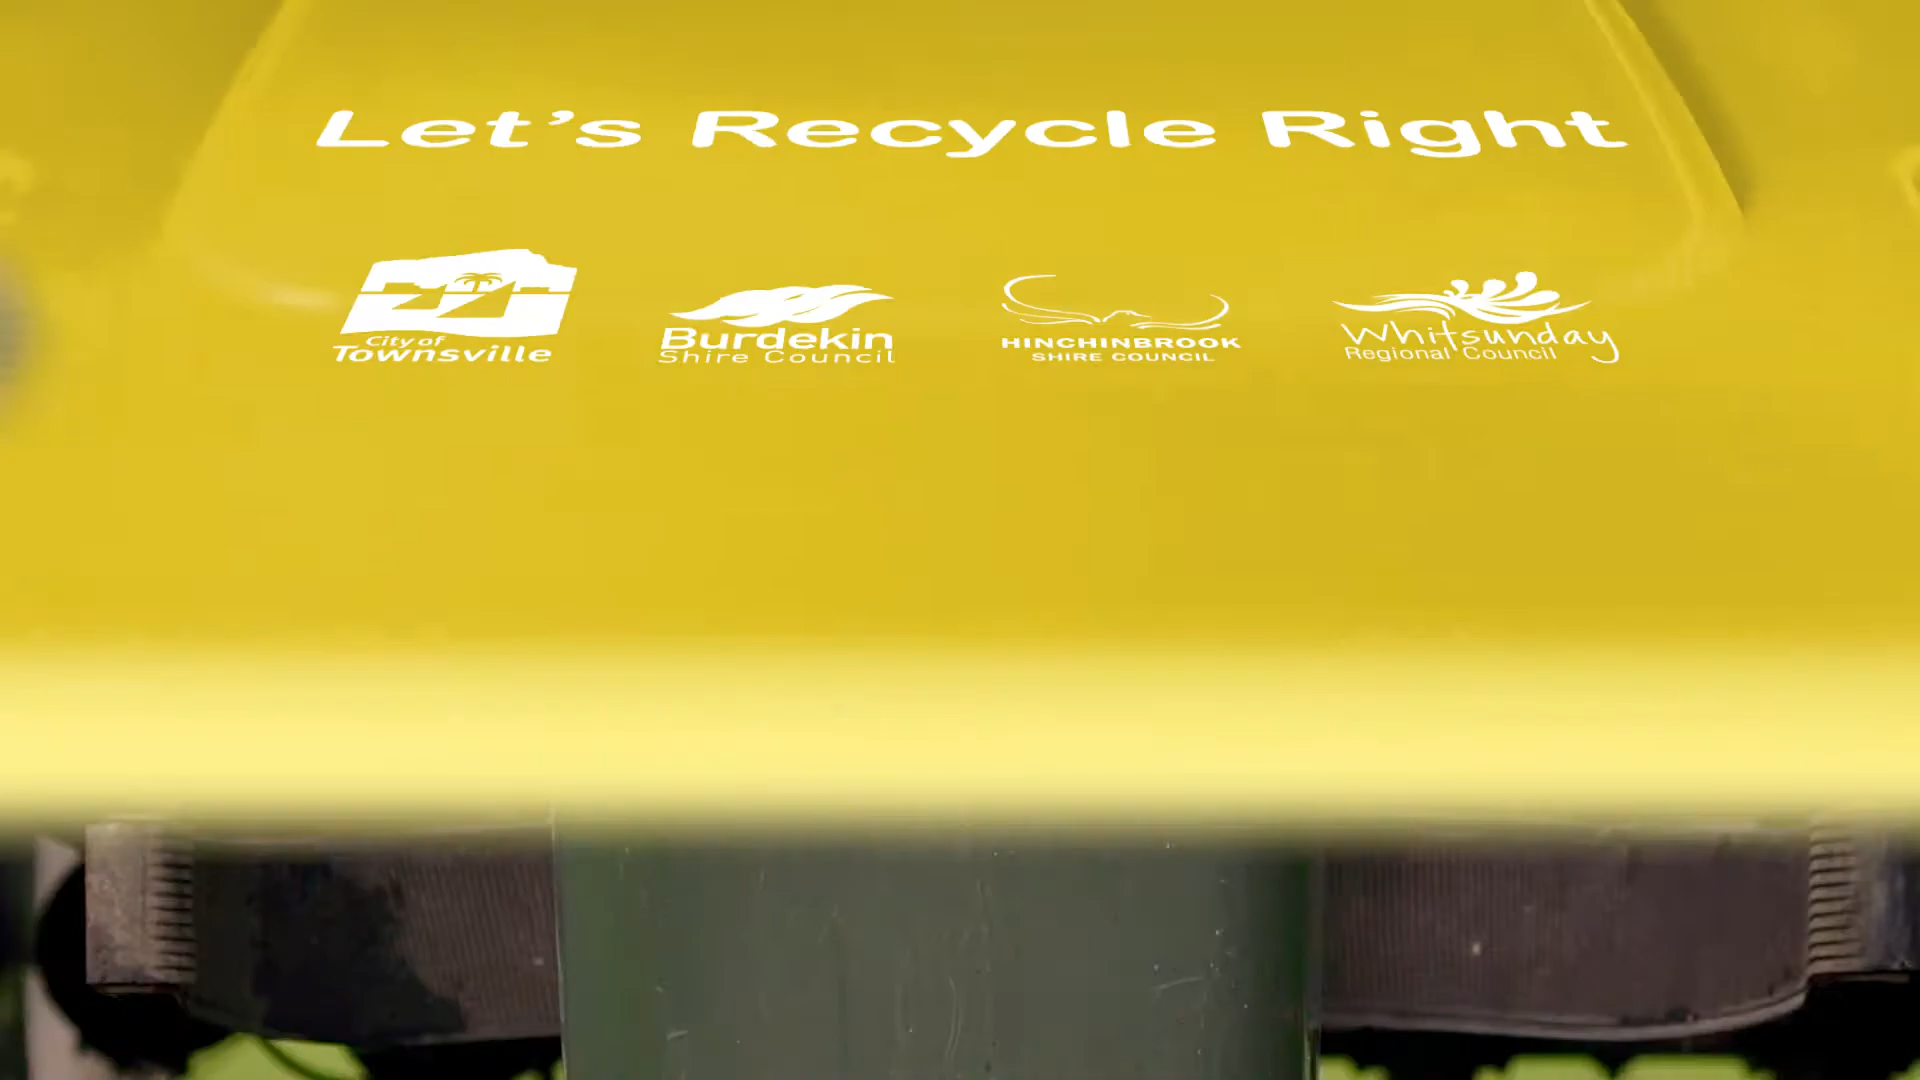 Let's Recycle Right
City of
Townsville
Burdekin
Shire Council
HINCHINBROOK
SHIRE COUNCIL
Whitsunday
Regional Council